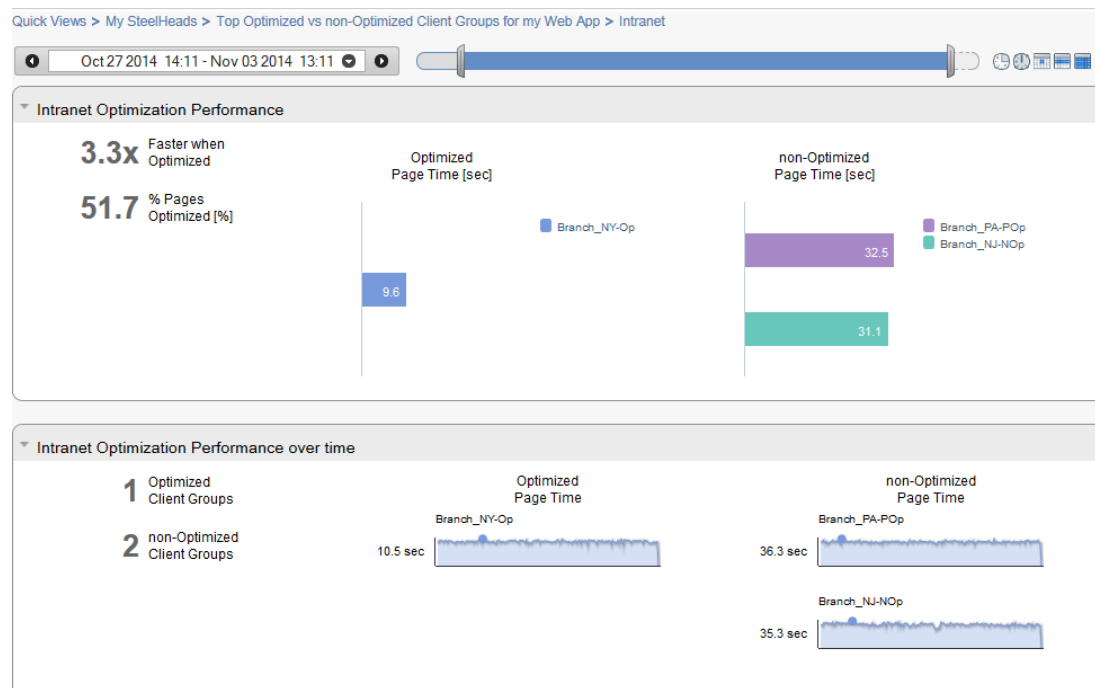 Quick Views > My SteelHeads > Top Optimized vs non-Optimized Client Groups for my Web App > Intranet
Oct 27 2014 14:11 - Nov 03 2014 13:11
Intranet Optimization Performance
3.3x
Faster when
Optimized
51.7
% Pages
Optimized [%]
Optimized
Page Time [sec]
Branch_NY-Op
9.6
non-Optimized
Page Time [sec]
Branch_PA-POp
Branch_NJ-NOp
32.5
31.1
Intranet Optimization Performance over time
1
Optimized
Client Groups
2
non-Optimized
Client Groups
Optimized
Page Time
Branch_NY-Op
10.5 sec
non-Optimized
Page Time
Branch_PA-POp
36.3 sec
Branch_NJ-NOp
35.3 sec